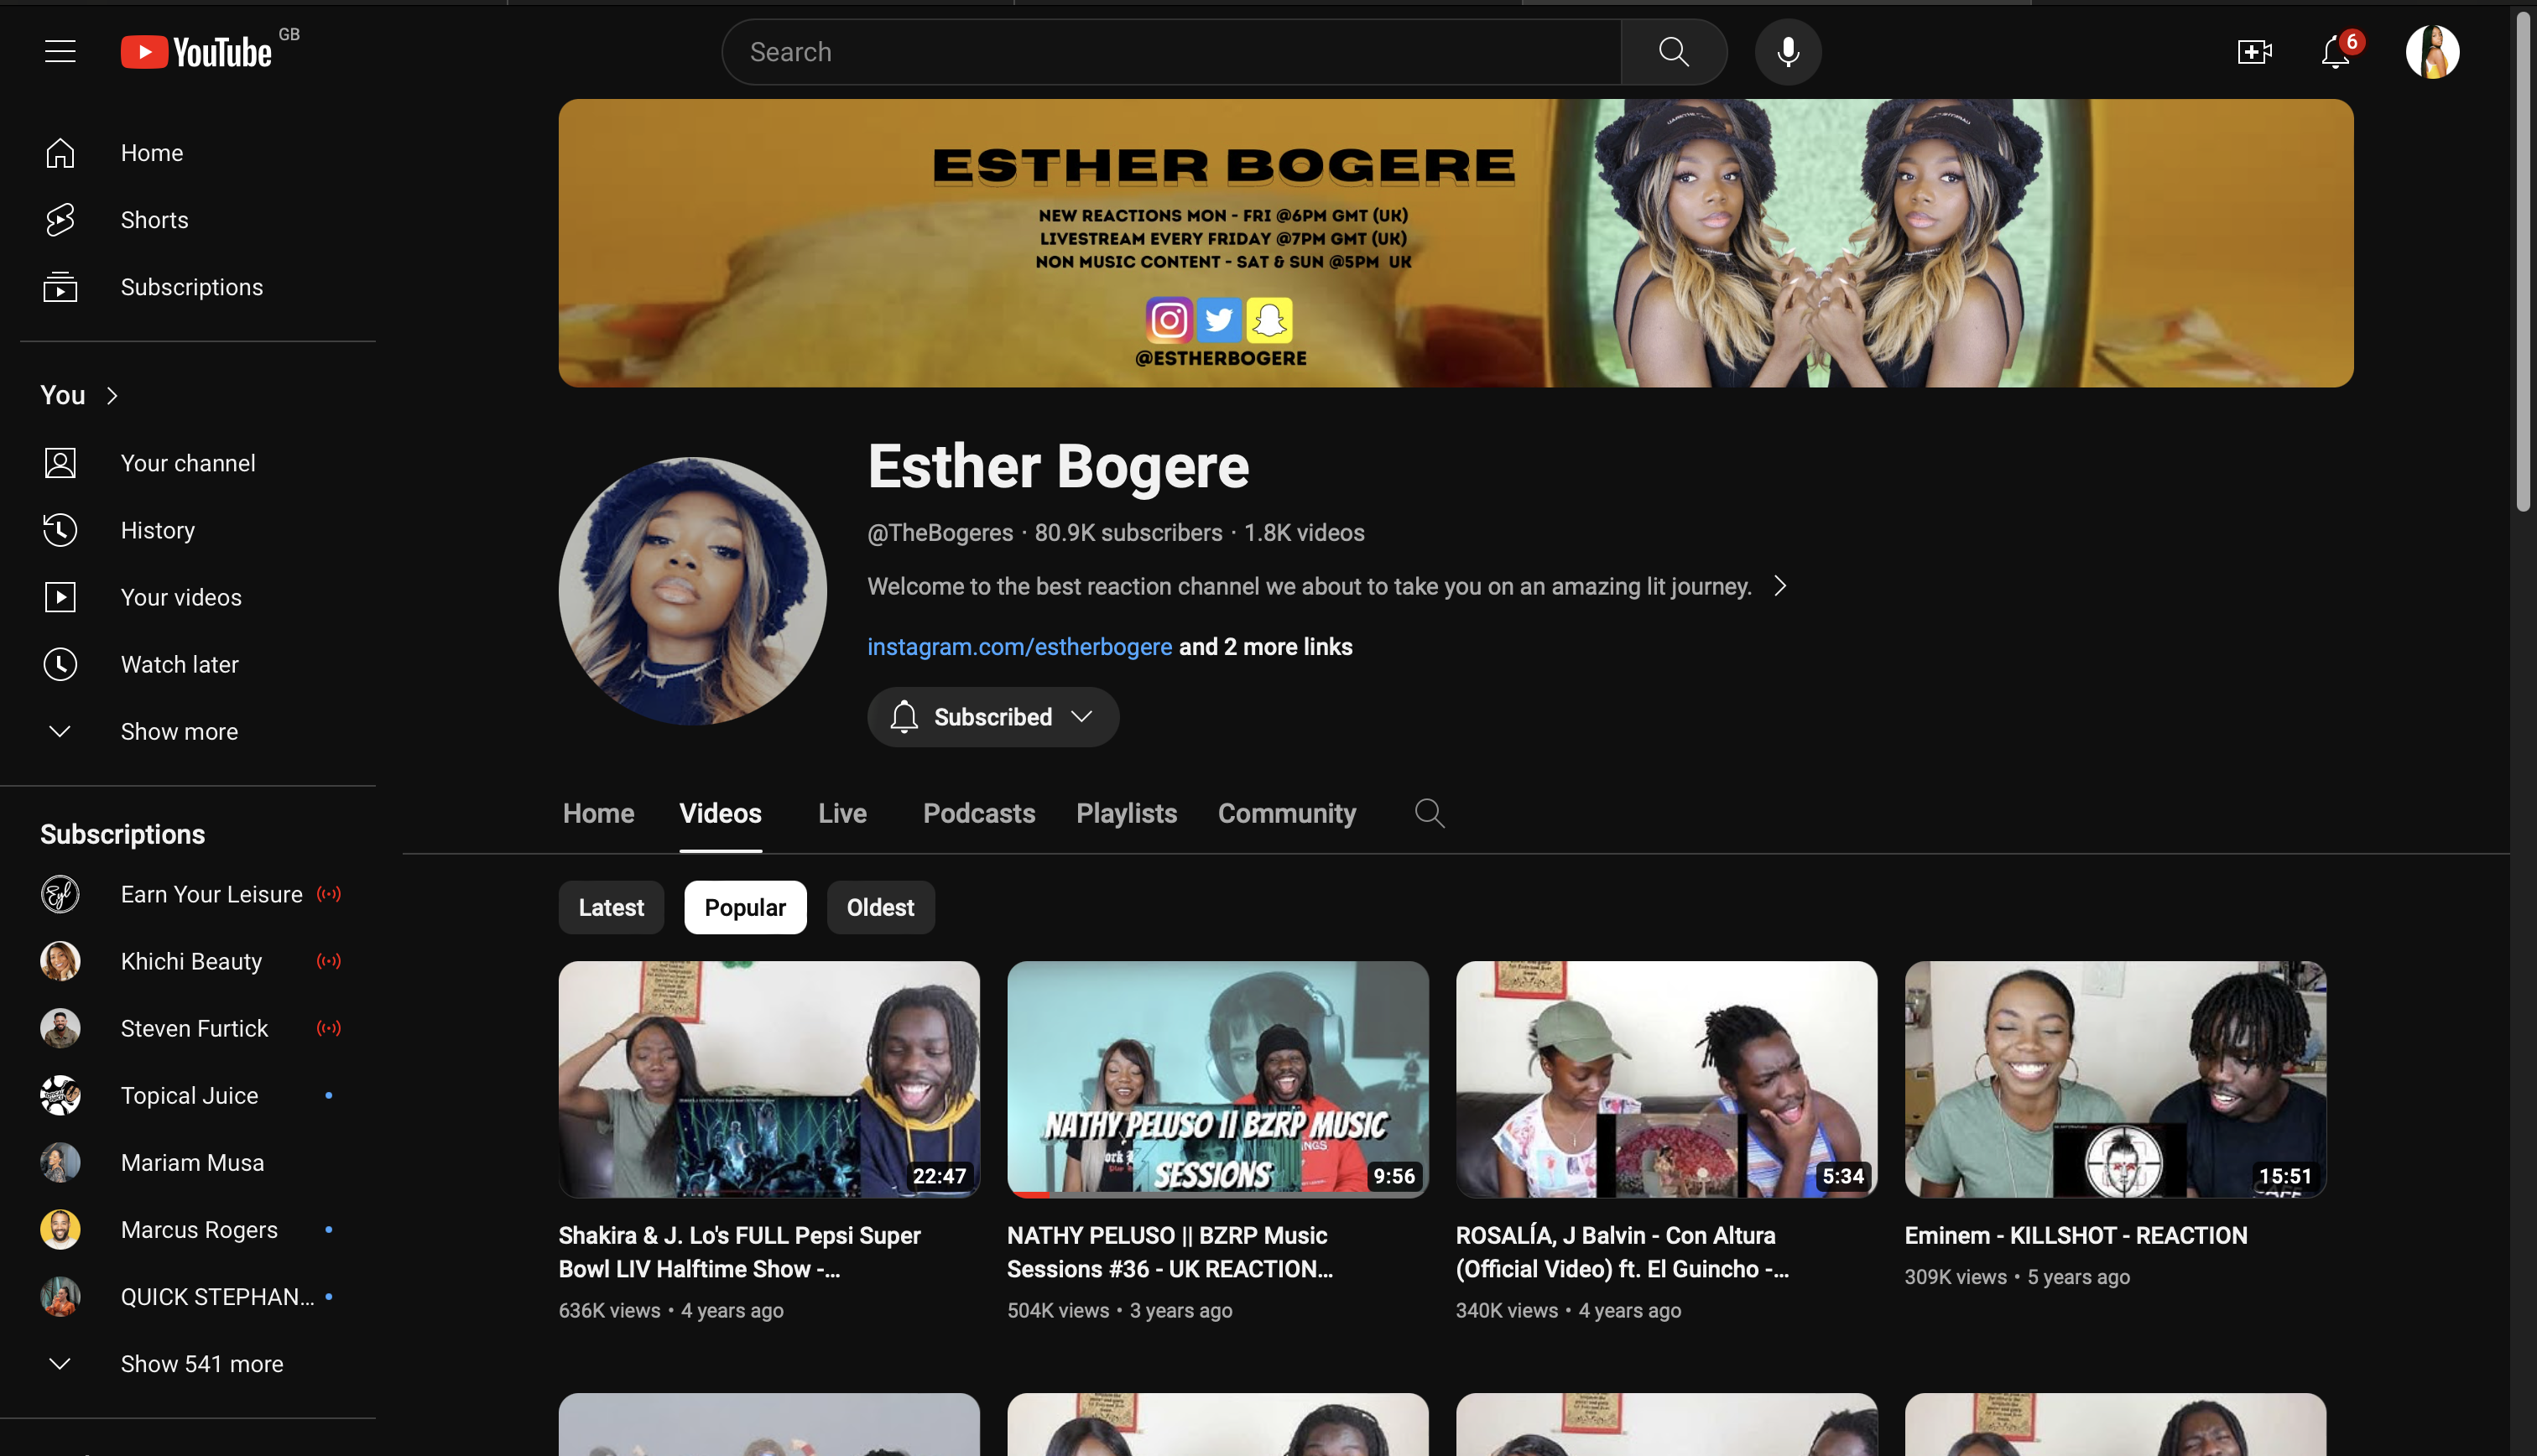 YouTube GB
Search
6
Home
Shorts
Subscriptions
You
Your channel
History
Your videos
Watch later
Show more
Subscriptions
Earn Your Leisure
Khichi Beauty
Steven Furtick
Topical Juice
Mariam Musa
Marcus Rogers
QUICK STEPHAN...
Show 541 more
ESTHER BOGERE
NEW REACTIONS MON - FRI @6PM GMT (UK)
LIVESTREAM EVERY FRIDAY @7PM GMT (UK)
NON MUSIC CONTENT - SAT & SUN @5PM UK
@ESTHERBOGERE
Esther Bogere
@TheBogeres · 80.9K subscribers · 1.8K videos
Welcome to the best reaction channel we about to take you on an amazing lit journey.
instagram.com/estherbogere and 2 more links
Subscribed
Home Videos Live Podcasts Playlists Community
Latest Popular Oldest
22:47
NATHY PELUSO II BZRP MUSIC
SESSIONS
9:56
5:34
15:51
Shakira & J. Lo's FULL Pepsi Super
Bowl LIV Halftime Show -...
636K views • 4 years ago
NATHY PELUSO || BZRP Music
Sessions #36 - UK REACTION...
504K views • 3 years ago
ROSALÍA, J Balvin - Con Altura
(Official Video) ft. El Guincho -...
340K views • 4 years ago
Eminem - KILLSHOT - REACTION
309K views • 5 years ago